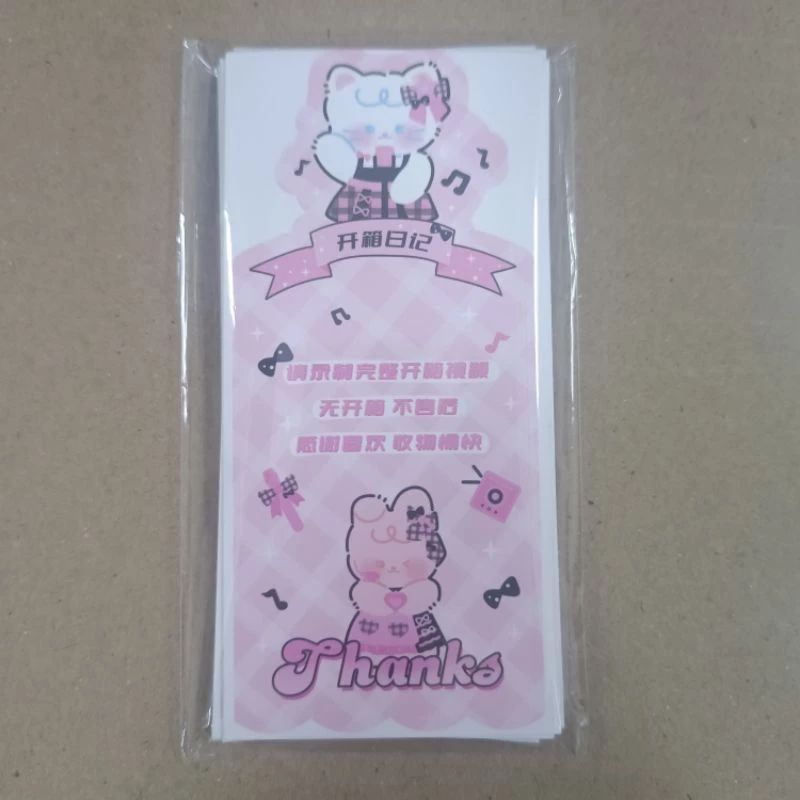 开箱日记
请录制完整开箱视频
无开箱 不售后
感谢喜欢 收物愉快
Thanks